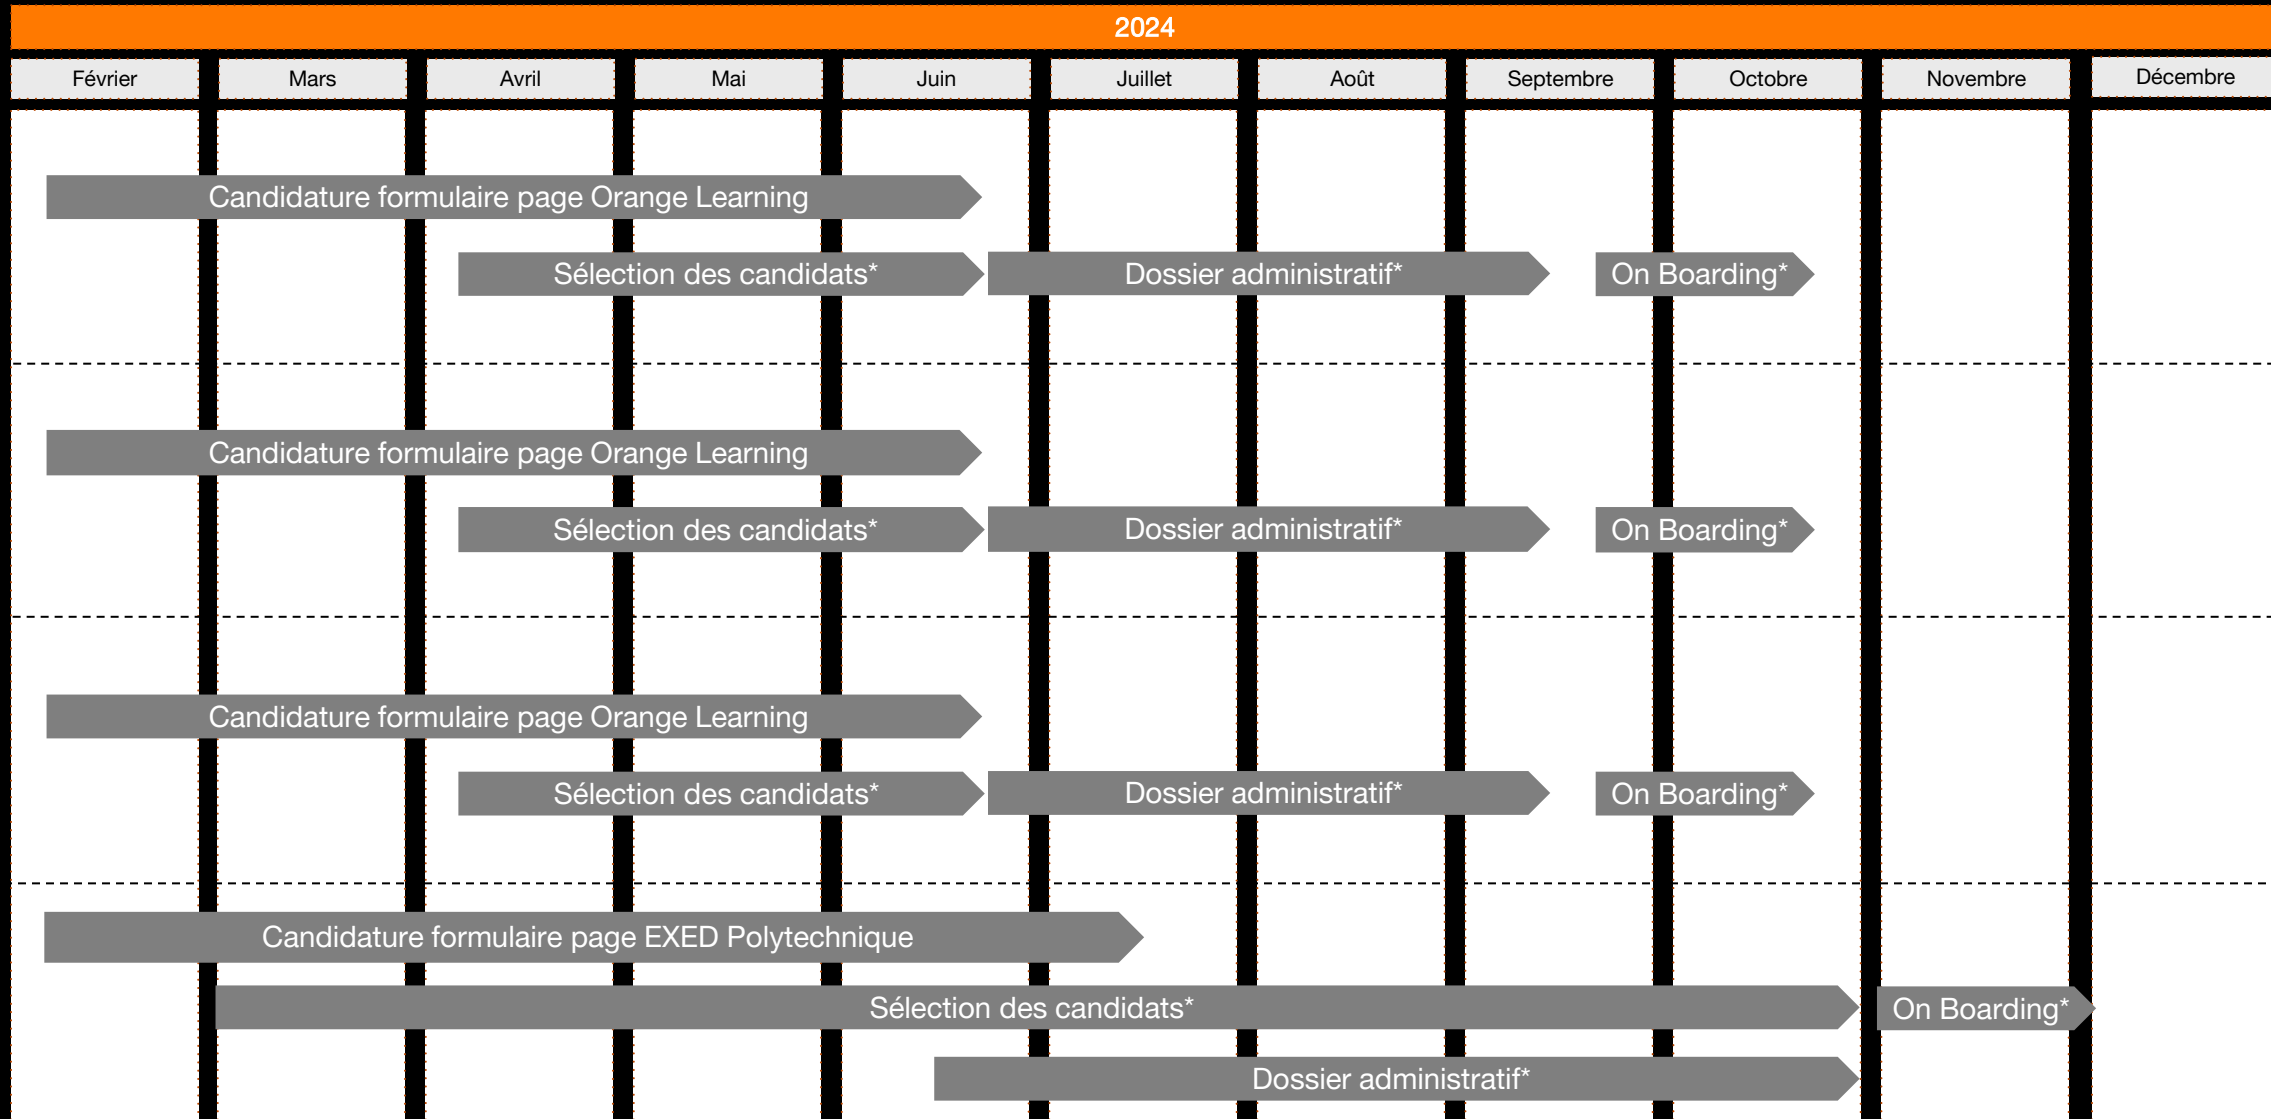 2024
Février
Mars
Avril
Mai
Juin
Juillet
Août
Septembre
Octobre
Novembre
Décembre
Candidature formulaire page Orange Learning
Sélection des candidats*
Dossier administratif*
On Boarding*
Candidature formulaire page Orange Learning
Sélection des candidats*
Dossier administratif*
On Boarding*
Candidature formulaire page Orange Learning
Sélection des candidats*
Dossier administratif*
On Boarding*
Candidature formulaire page EXED Polytechnique
Sélection des candidats*
On Boarding*
Dossier administratif*